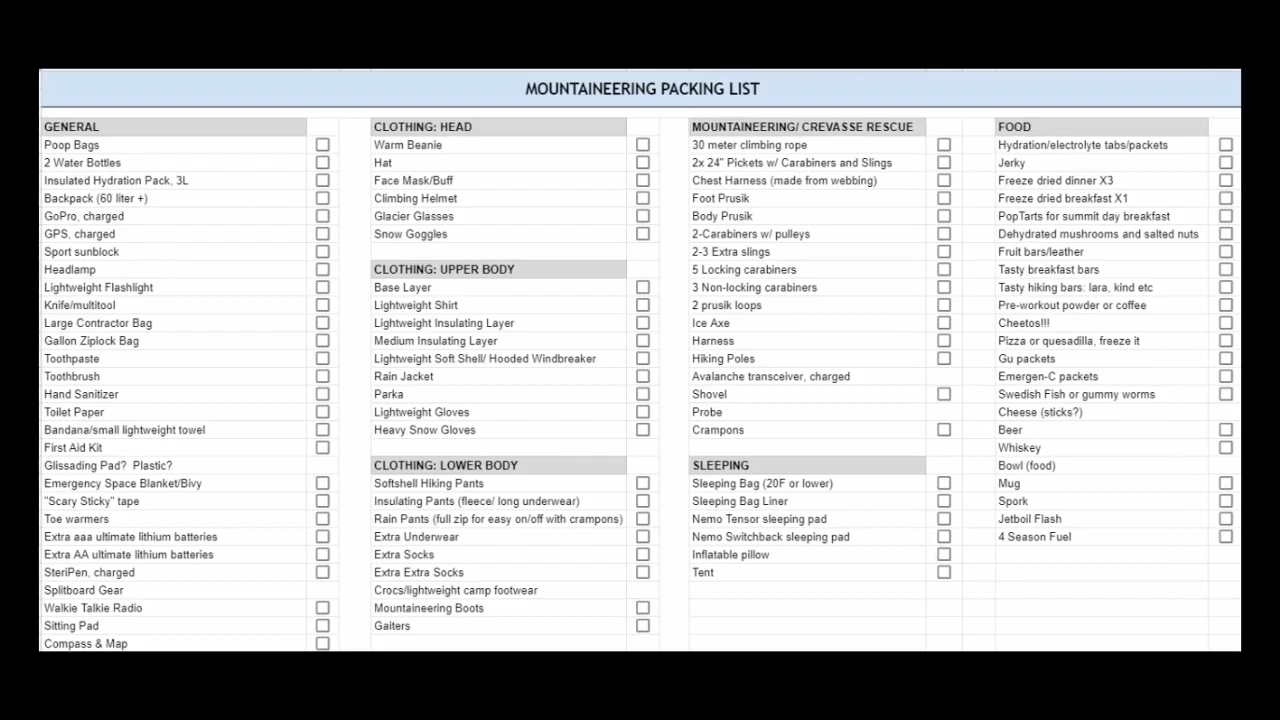 MOUNTAINEERING PACKING LIST
GENERAL
Poop Bags
2 Water Bottles
Insulated Hydration Pack, 3L
Backpack (60 liter +)
GoPro, charged
GPS, charged
Sport sunblock
Headlamp
Lightweight Flashlight
Knife/multitool
Large Contractor Bag
Gallon Ziplock Bag
Toothpaste
Toothbrush
Hand Sanitizer
Toilet Paper
Bandana/small lightweight towel
First Aid Kit
Glissading Pad? Plastic?
Emergency Space Blanket/Bivy
"Scary Sticky" tape
Toe warmers
Extra aaa ultimate lithium batteries
Extra AA ultimate lithium batteries
SteriPen, charged
Splitboard Gear
Walkie Talkie Radio
Sitting Pad
Compass & Map
CLOTHING: HEAD
Warm Beanie
Hat
Face Mask/Buff
Climbing Helmet
Glacier Glasses
Snow Goggles
CLOTHING: UPPER BODY
Base Layer
Lightweight Shirt
Lightweight Insulating Layer
Medium Insulating Layer
Lightweight Soft Shell/ Hooded Windbreaker
Rain Jacket
Parka
Lightweight Gloves
Heavy Snow Gloves
CLOTHING: LOWER BODY
Softshell Hiking Pants
Insulating Pants (fleece/ long underwear)
Rain Pants (full zip for easy on/off with crampons)
Extra Underwear
Extra Socks
Extra Extra Socks
Crocs/lightweight camp footwear
Mountaineering Boots
Gaiters
MOUNTAINEERING/ CREVASSE RESCUE
30 meter climbing rope
2x 24" Pickets w/ Carabiners and Slings
Chest Harness (made from webbing)
Foot Prusik
Body Prusik
2-Carabiners w/ pulleys
2-3 Extra slings
5 Locking carabiners
3 Non-locking carabiners
2 prusik loops
Ice Axe
Harness
Hiking Poles
Avalanche transceiver, charged
Shovel
Probe
Crampons
SLEEPING
Sleeping Bag (20F or lower)
Sleeping Bag Liner
Nemo Tensor sleeping pad
Nemo Switchback sleeping pad
Inflatable pillow
Tent
FOOD
Hydration/electrolyte tabs/packets
Jerky
Freeze dried dinner X3
Freeze dried breakfast X1
PopTarts for summit day breakfast
Dehydrated mushrooms and salted nuts
Fruit bars/leather
Tasty breakfast bars
Tasty hiking bars: lara, kind etc
Pre-workout powder or coffee
Cheetos!!!
Pizza or quesadilla, freeze it
Gu packets
Emergen-C packets
Swedish Fish or gummy worms
Cheese (sticks?)
Beer
Whiskey
Bowl (food)
Mug
Spork
Jetboil Flash
4 Season Fuel